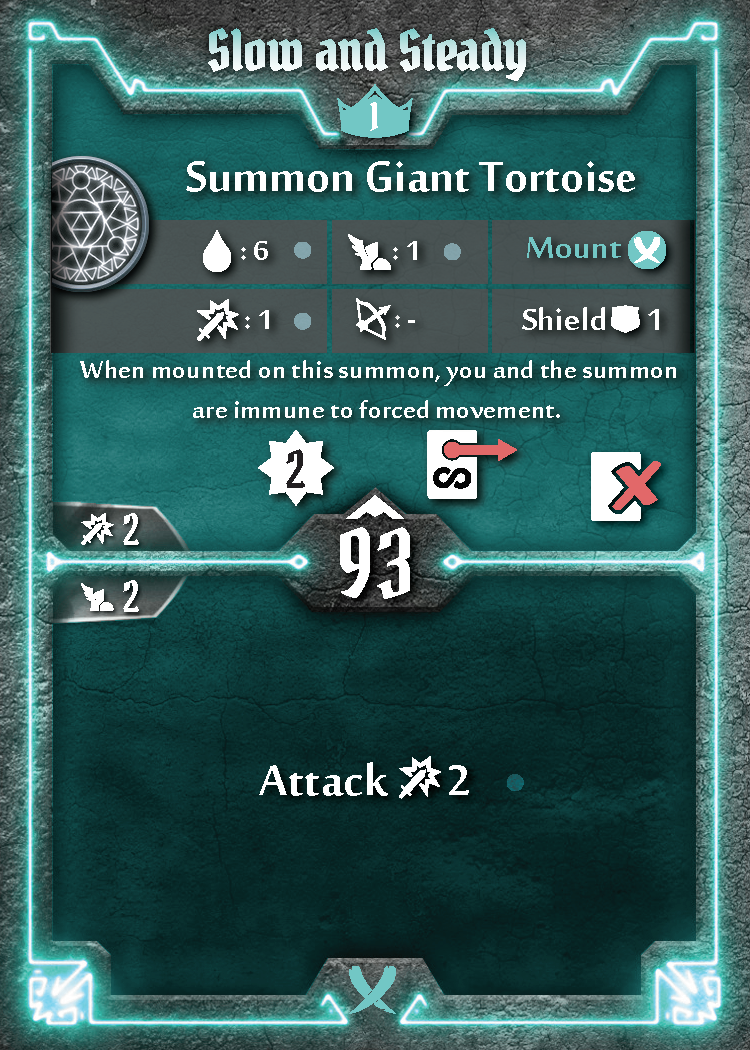 Slow and Steady
1
Summon Giant Tortoise
: 6 : 1 Mount
: 1 : - Shield 1
When mounted on this summon, you and the summon
are immune to forced movement.
2 S
2
93
2
Attack 2